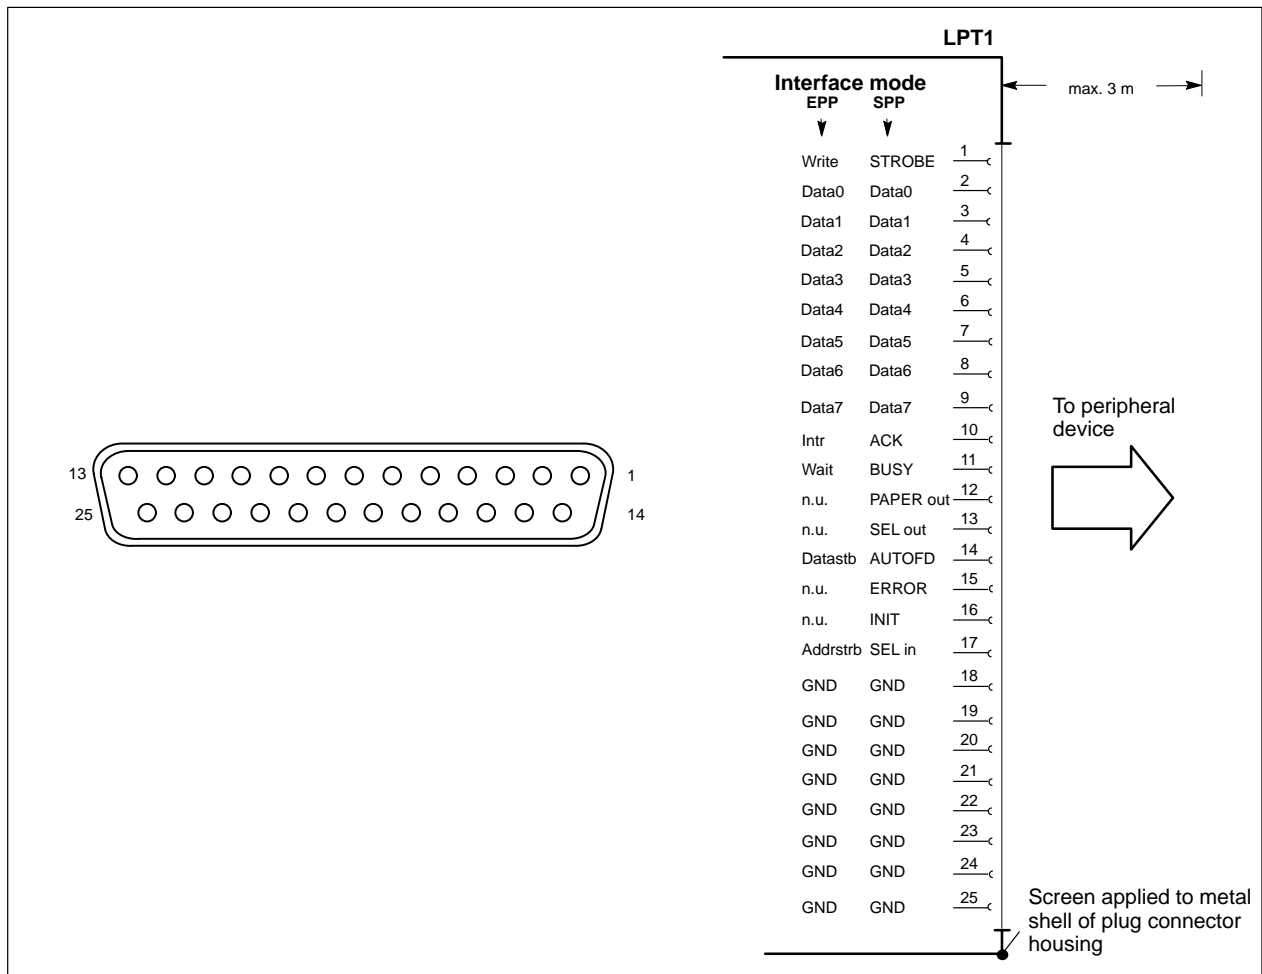 LPT1
Interface mode
max. 3 m
EPP SPP
Write STROBE 1
Data0 Data0 2
Data1 Data1 3
Data2 Data2 4
Data3 Data3 5
Data4 Data4 6
Data5 Data5 7
Data6 Data6 8
Data7 Data7 9
To peripheral
device
Intr ACK 10
Wait BUSY 11
n.u. PAPER out 12
n.u. SEL out 13
Datastb AUTOFD 14
n.u. ERROR 15
n.u. INIT 16
Addrstrb SEL in 17
GND GND 18
GND GND 19
GND GND 20
GND GND 21
GND GND 22
GND GND 23
GND GND 24
GND GND 25
Screen applied to metal
shell of plug connector
housing
13 1
25 14